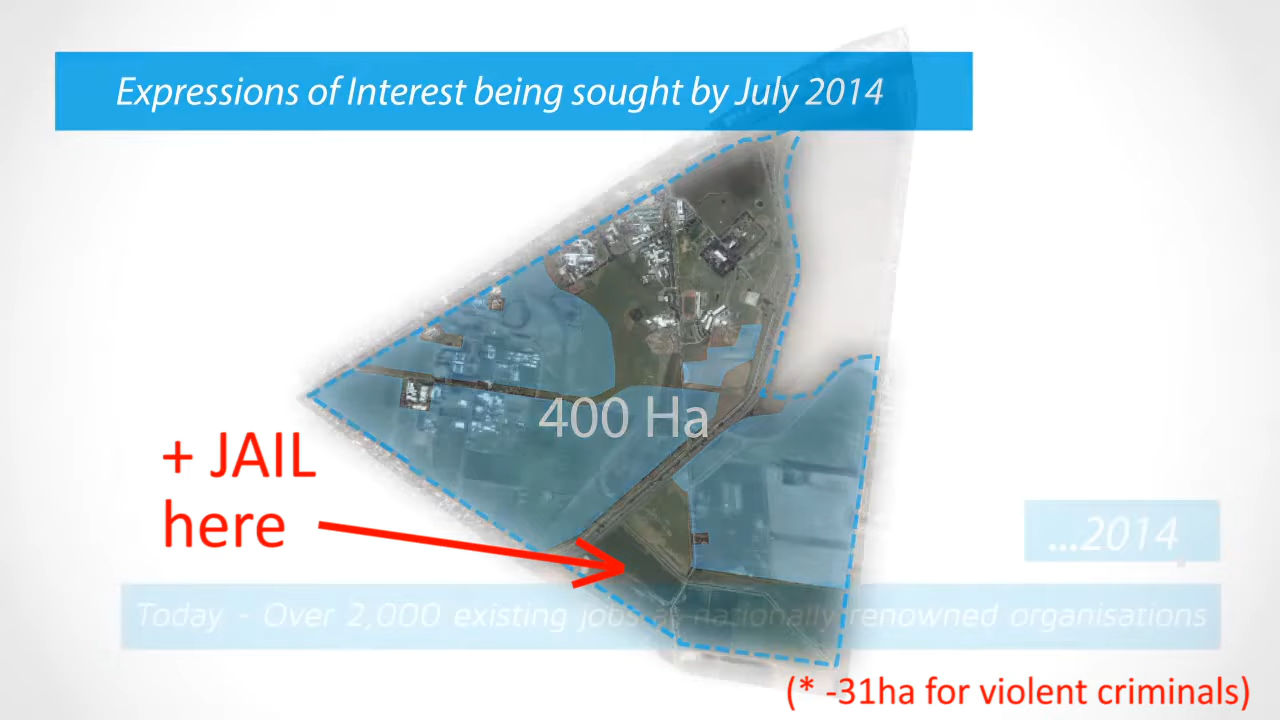 Expressions of Interest being sought by July 2014
400 Ha
+ JAIL
here
...2014
Today - Over 2,000 existing jobs at nationally renowned organisations
(* -31ha for violent criminals)